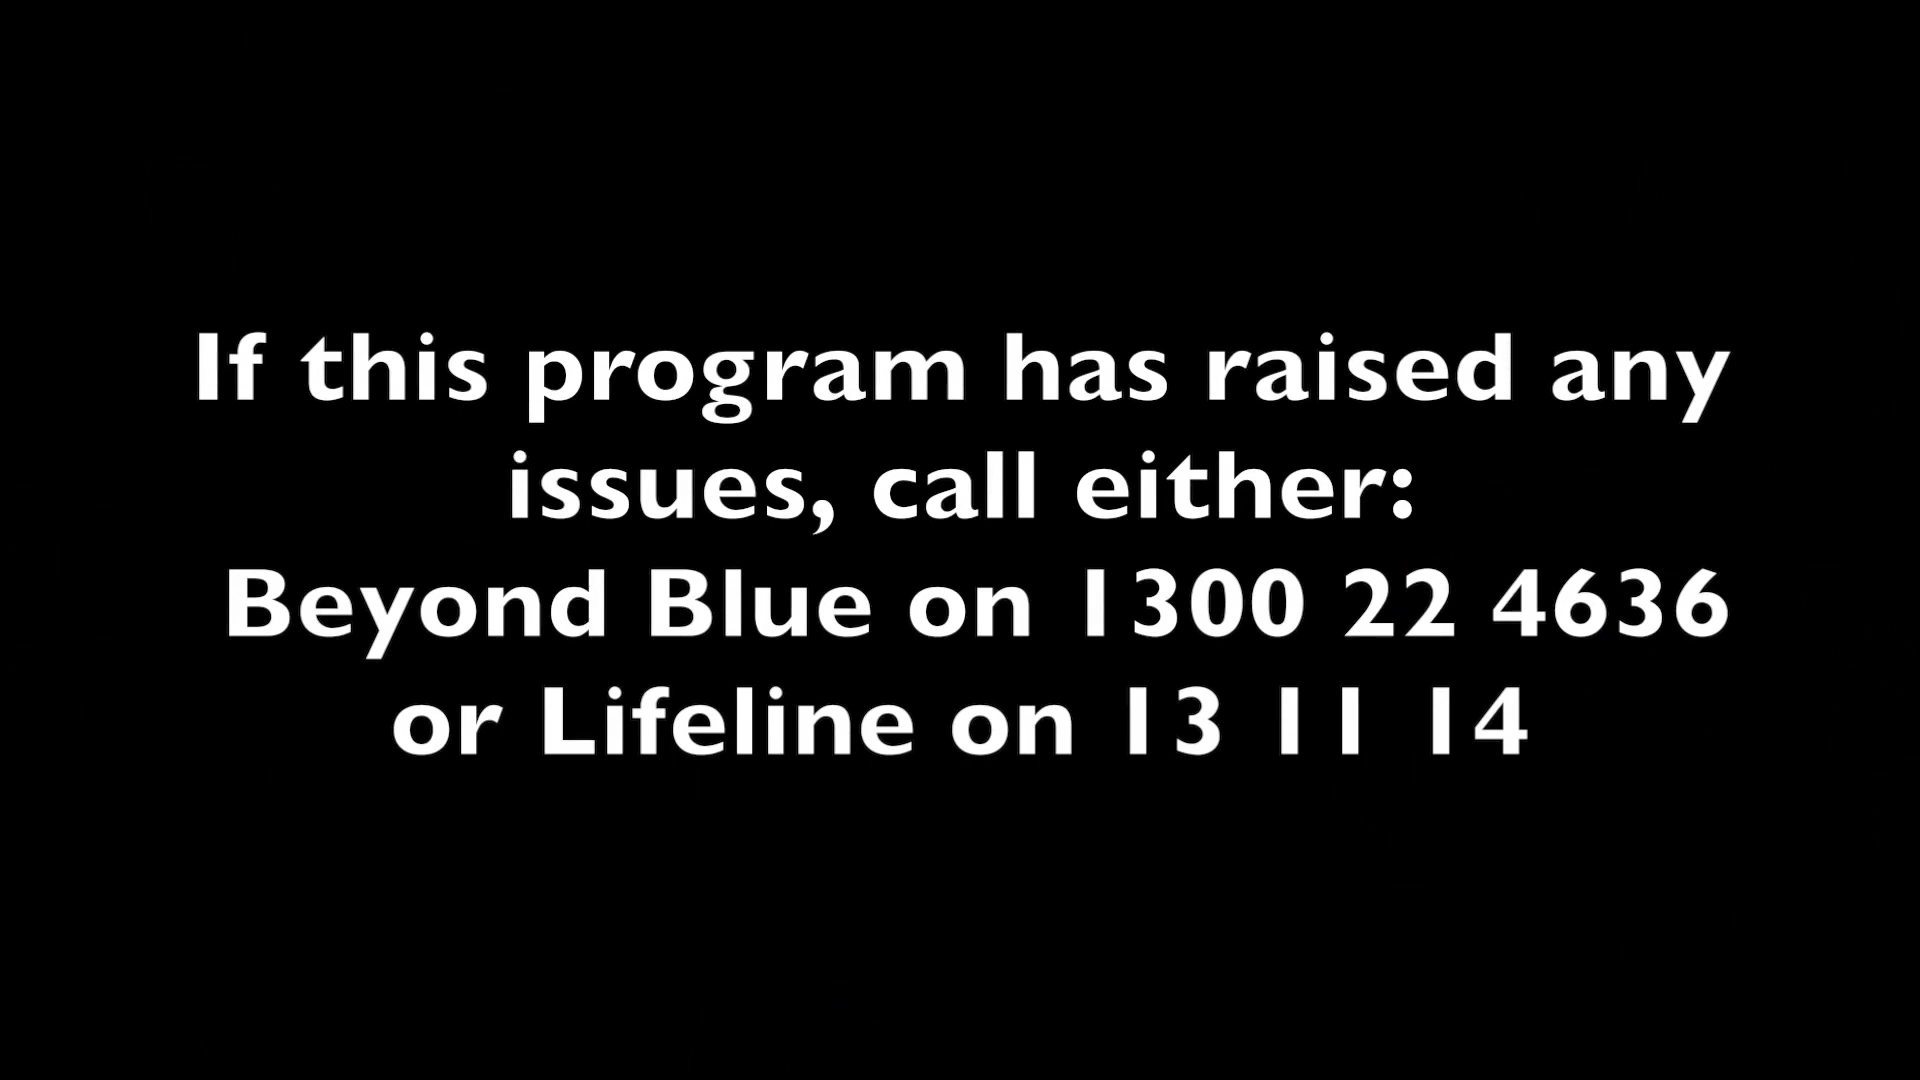 If this program has raised any
issues, call either:
Beyond Blue on 1300 22 4636
or Lifeline on 13 11 14